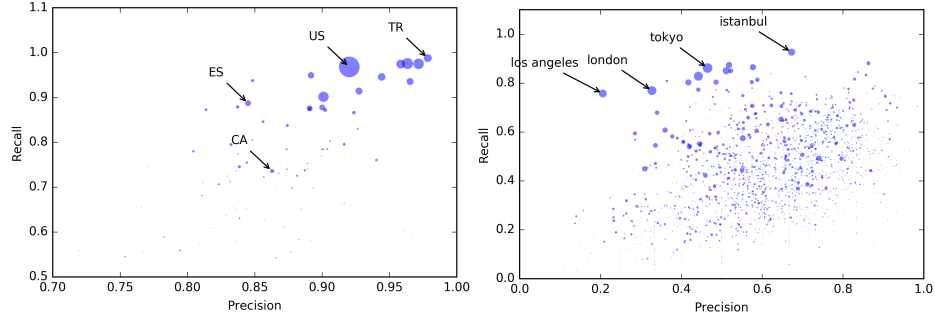 1.1
1.0
0.9
0.8
0.7
0.6
0.5
Recall
0.70
0.75
0.80
0.85
0.90
0.95
1.00
Precision
TR
US
ES
CA
1.0
0.8
0.6
0.4
0.2
0.0
Recall
0.0
0.2
0.4
0.6
0.8
1.0
Precision
istanbul
tokyo
london
los angeles